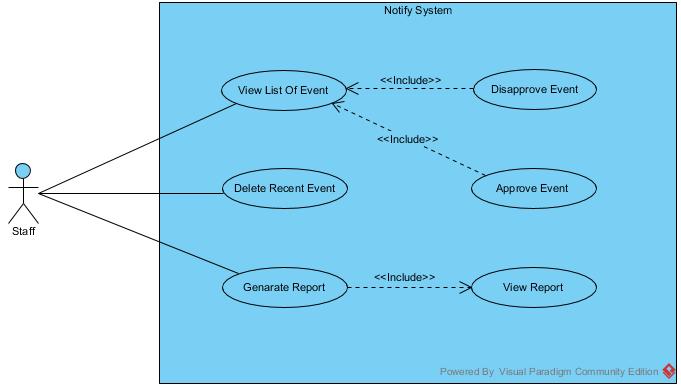 Notify System
View List Of Event
<<Include>>
Disapprove Event
<<Include>>
Delete Recent Event
Approve Event
Staff
Genarate Report
<<Include>>
View Report
Powered By Visual Paradigm Community Edition